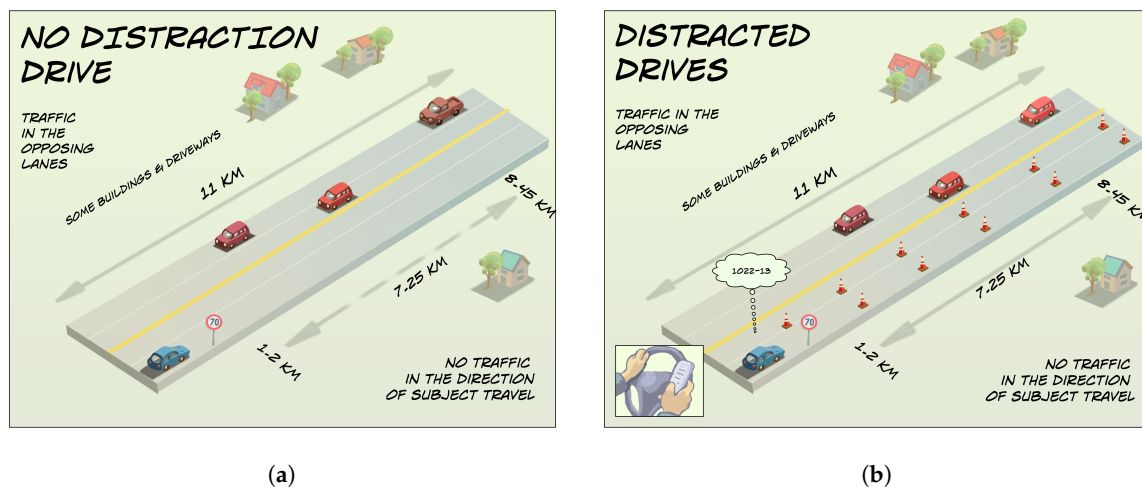 NO DISTRACTION
DRIVE
TRAFFIC
IN THE
OPPOSING
LANES
SOME BUILDINGS & DRIVEWAYS
11 KM
8-45 KM
7-25 KM
70
1-2 KM
NO TRAFFIC
IN THE DIRECTION
OF SUBJECT TRAVEL
(a)
DISTRACTED
DRIVES
TRAFFIC IN THE
OPPOSING
LANES
SOME BUILDINGS & DRIVEWAYS
11 KM
8-45 KM
7-25 KM
1022-13
70
1-2 KM
NO TRAFFIC
IN THE DIRECTION
OF SUBJECT TRAVEL
(b)